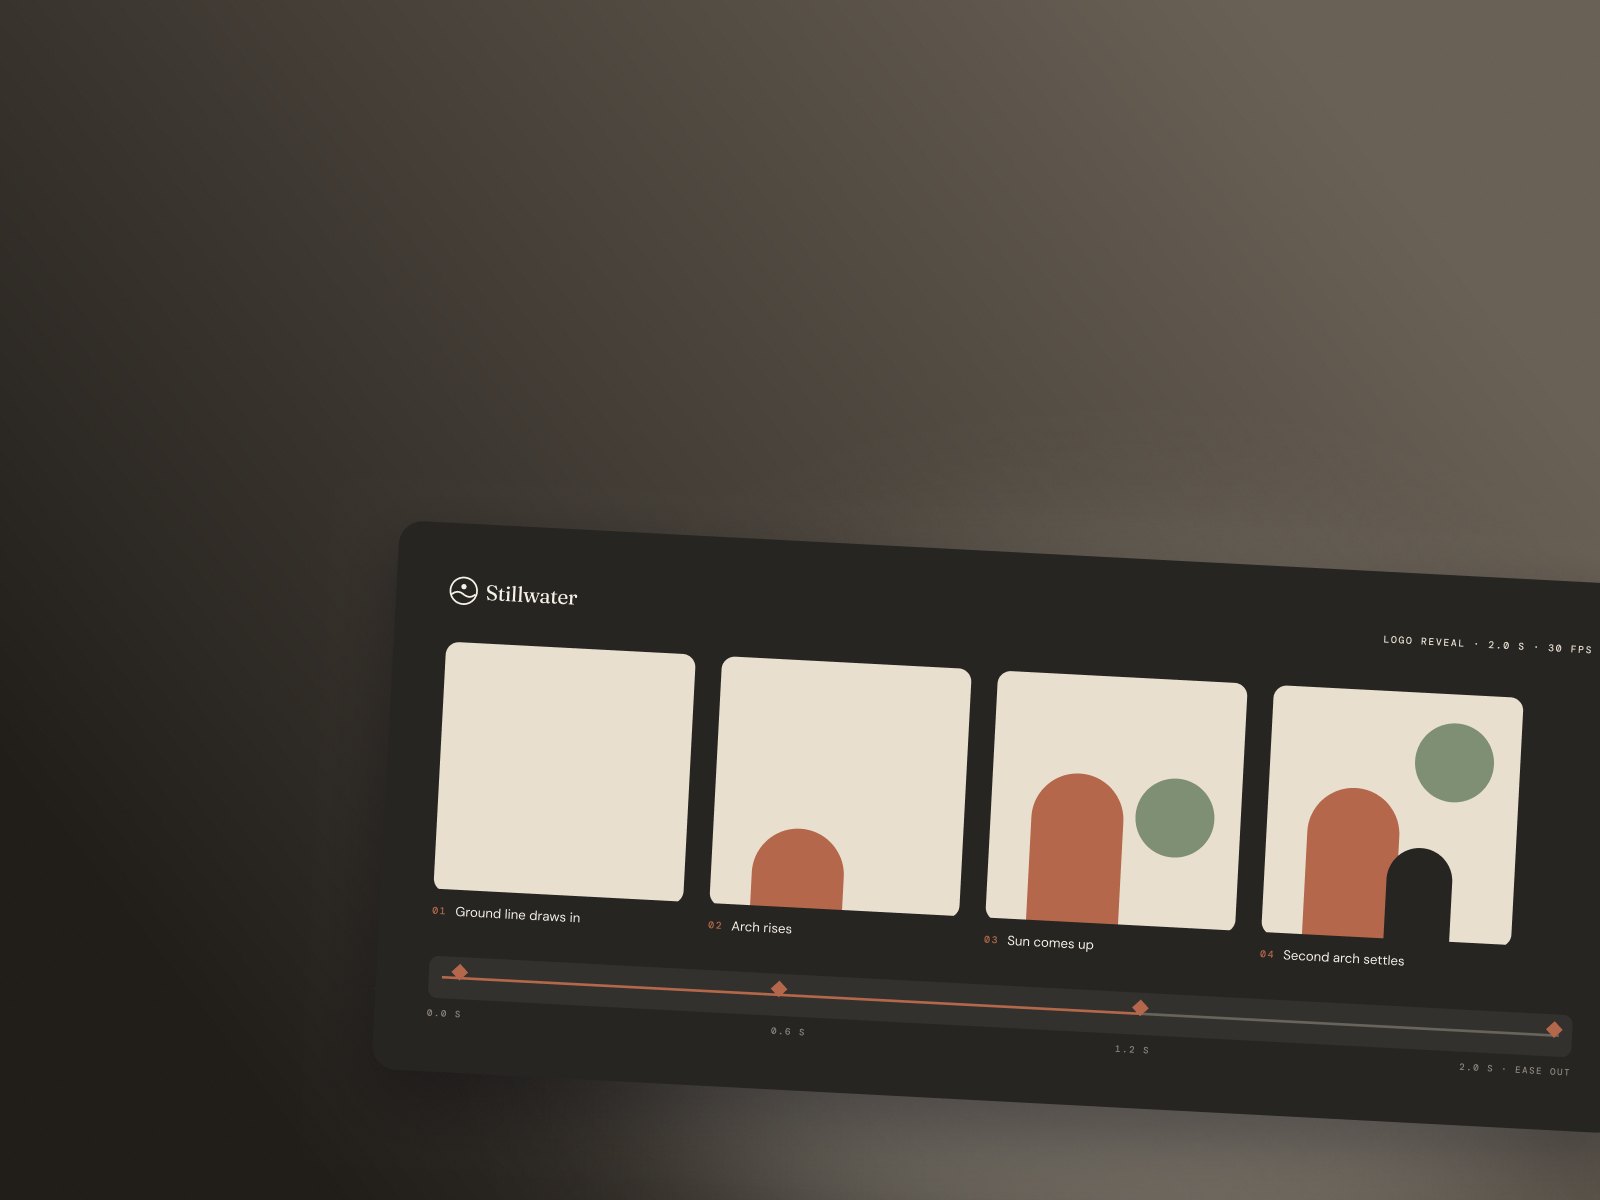 Stillwater
LOGO REVEAL · 2.0 S · 30 FPS
01 Ground line draws in
02 Arch rises
03 Sun comes up
04 Second arch settles
0.0 S
0.6 S
1.2 S
2.0 S · EASE OUT